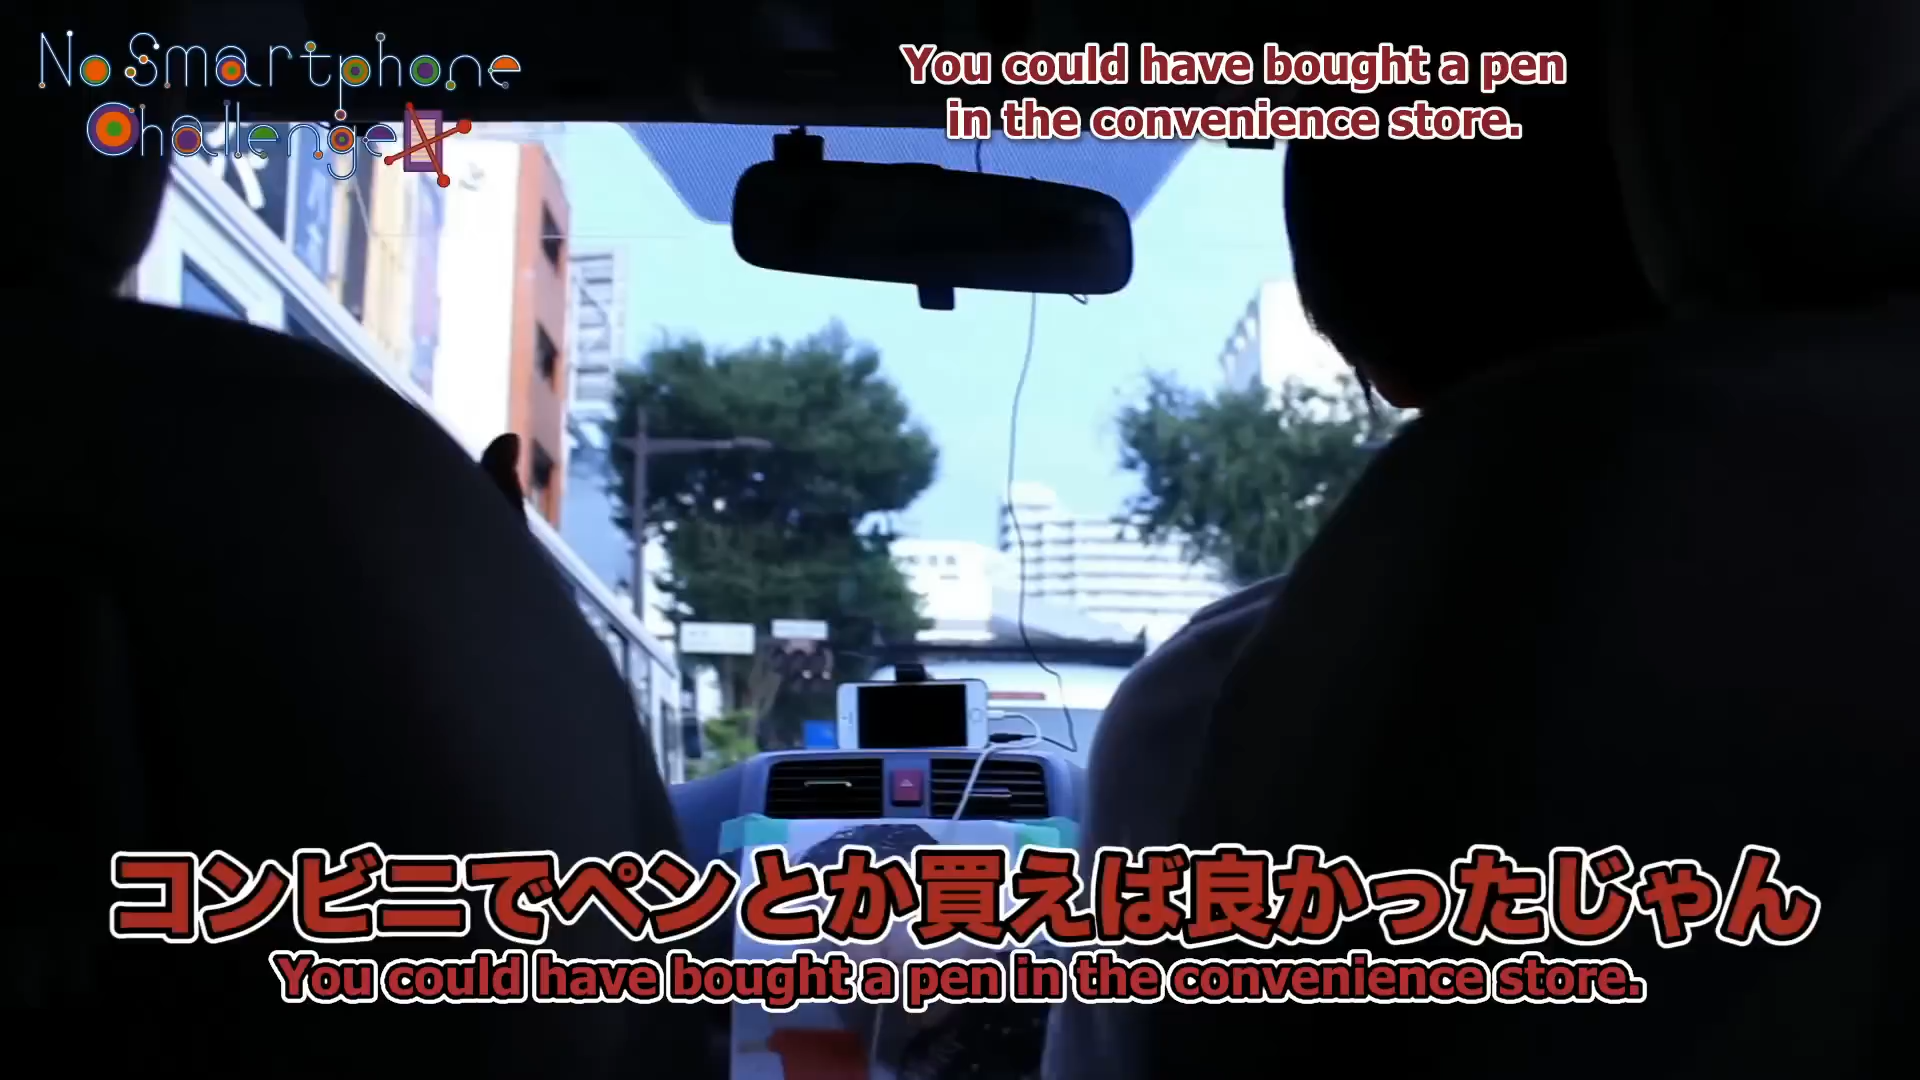 No Smartphone
Challenge
You could have bought a pen
in the convenience store.
コンビニでペンとか買えば良かったじゃん
You could have bought a pen in the convenience store.